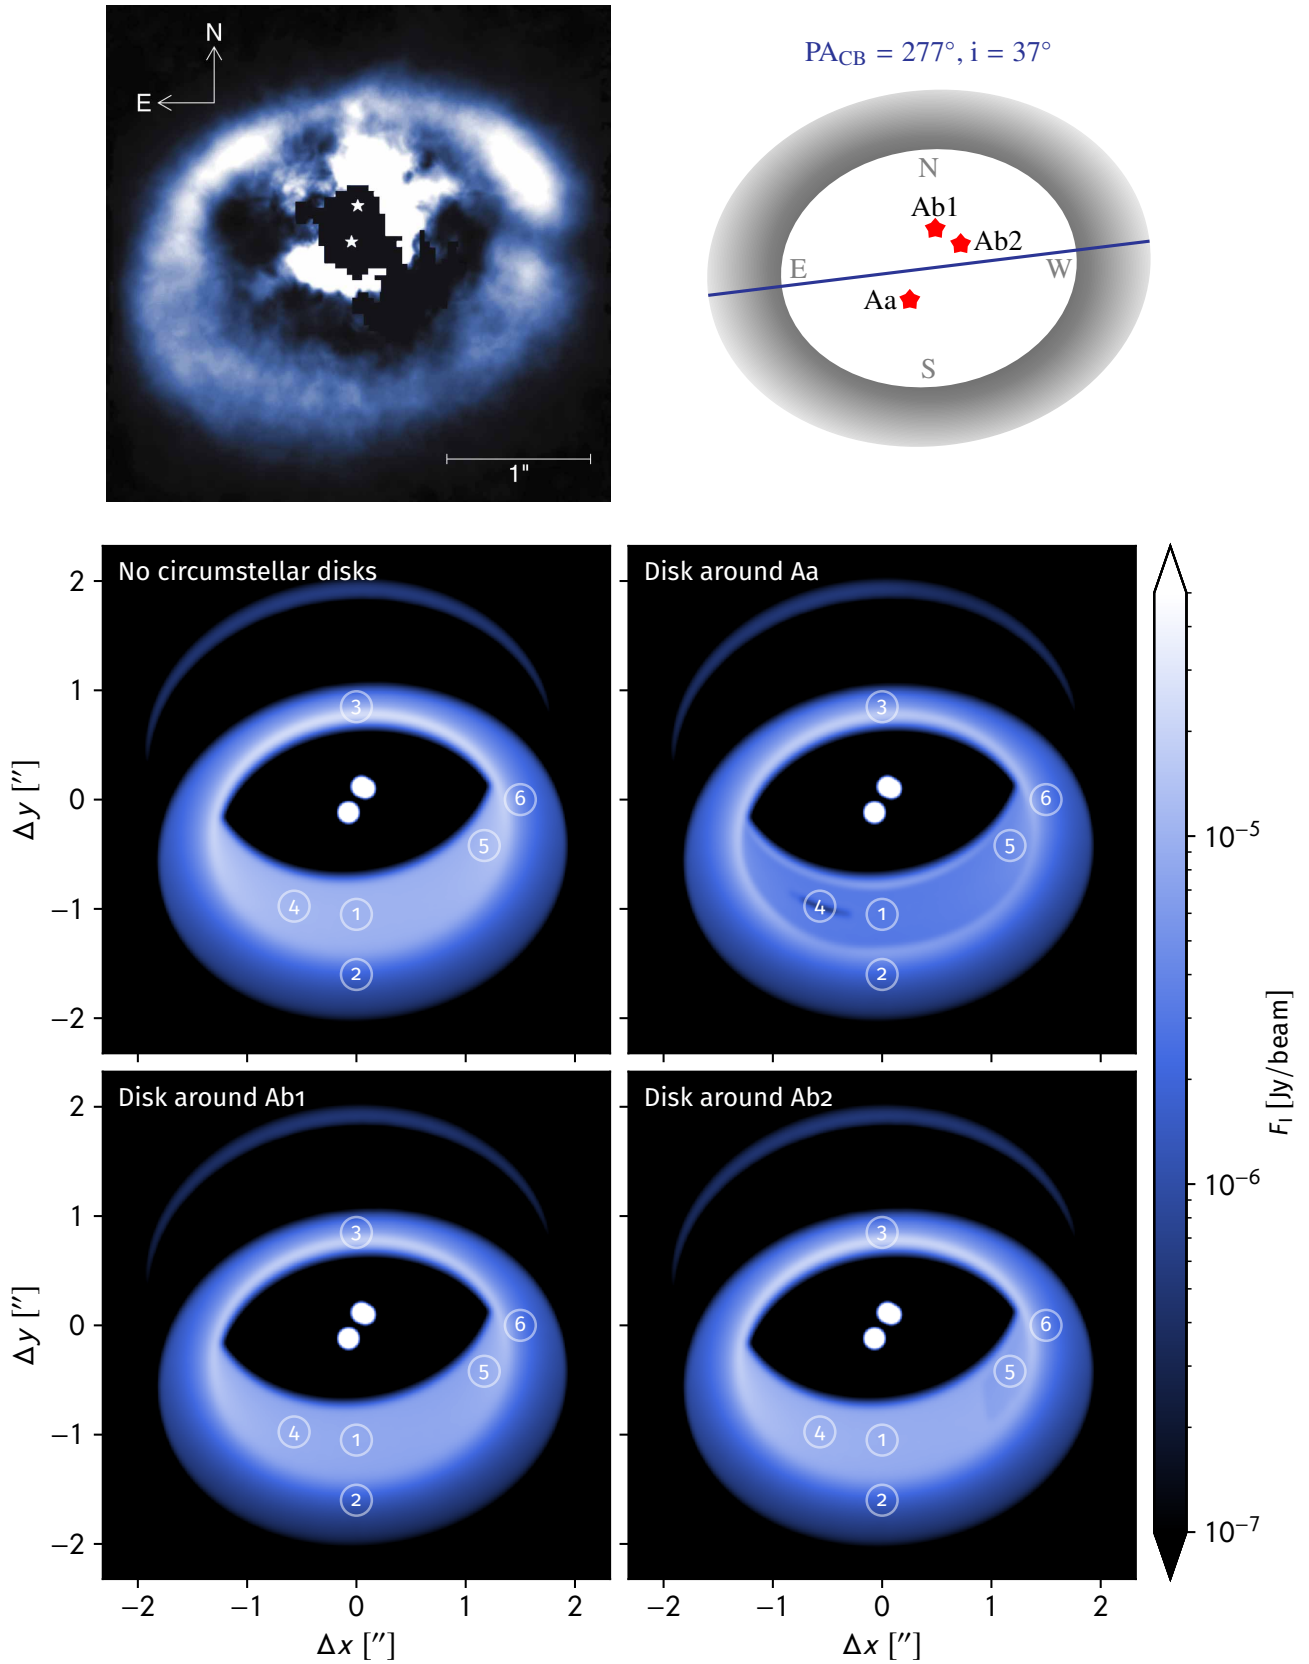 N
E
1"
PA_CB = 277°, i = 37°
N
Ab1
Ab2
E
W
Aa
S
No circumstellar disks
Disk around Aa
2
1
0
−1
−2
Δy [″]
3
6
5
4
1
2
3
6
5
4
1
2
Disk around Ab1
Disk around Ab2
2
1
0
−1
−2
Δy [″]
3
6
5
4
1
2
3
6
5
4
1
2
−2 −1 0 1 2
Δx [″]
−2 −1 0 1 2
Δx [″]
10⁻⁵
10⁻⁶
10⁻⁷
F_I [Jy/beam]